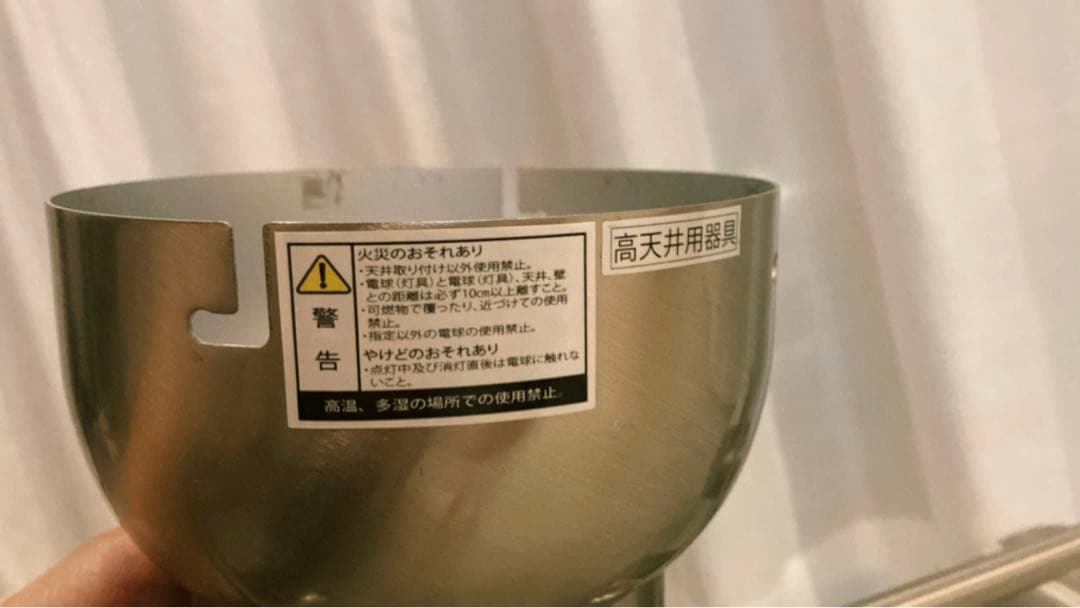 火災のおそれあり
・天井取り付け以外使用禁止。
・電球（灯具）と電球（灯具）、天井、壁
との距離は必ず10cm以上離すこと。
・可燃物で覆ったり、近づけての使用
禁止。
・指定以外の電球の使用禁止。
警告
やけどのおそれあり
・点灯中及び消灯直後は電球に触れな
いこと。
高温、多湿の場所での使用禁止。
高天井用器具